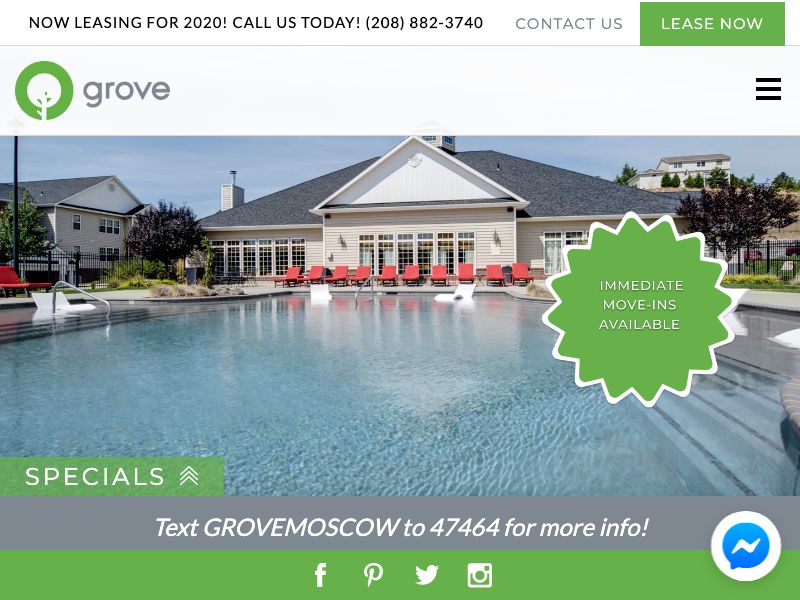 NOW LEASING FOR 2020! CALL US TODAY! (208) 882-3740
CONTACT US
LEASE NOW
grove
IMMEDIATE
MOVE-INS
AVAILABLE
SPECIALS
Text GROVEMOSCOW to 47464 for more info!